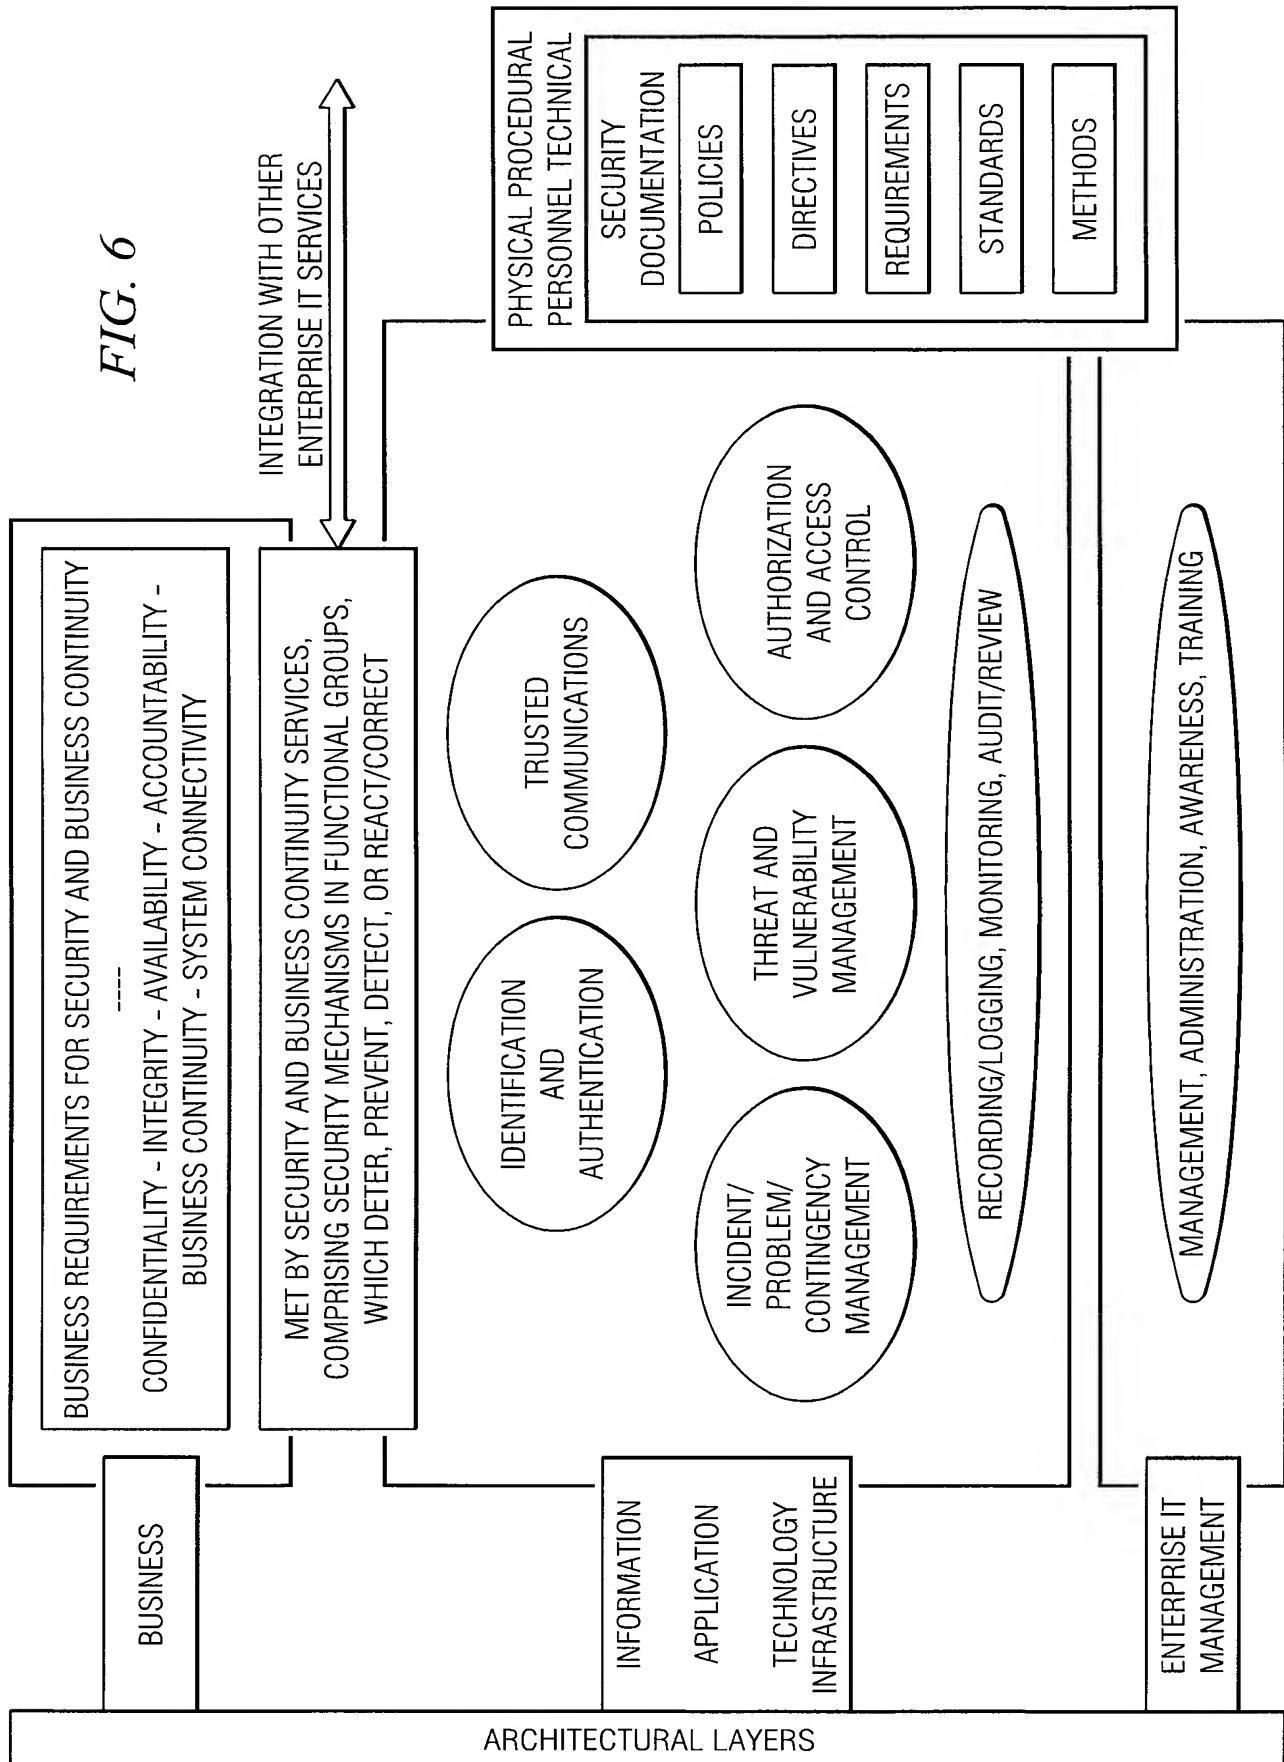 FIG. 6
ARCHITECTURAL LAYERS
BUSINESS
BUSINESS REQUIREMENTS FOR SECURITY AND BUSINESS CONTINUITY
----
CONFIDENTIALITY - INTEGRITY - AVAILABILITY - ACCOUNTABILITY -
BUSINESS CONTINUITY - SYSTEM CONNECTIVITY
MET BY SECURITY AND BUSINESS CONTINUITY SERVICES,
COMPRISING SECURITY MECHANISMS IN FUNCTIONAL GROUPS,
WHICH DETER, PREVENT, DETECT, OR REACT/CORRECT
INTEGRATION WITH OTHER
ENTERPRISE IT SERVICES
INFORMATION
APPLICATION
TECHNOLOGY
INFRASTRUCTURE
IDENTIFICATION
AND
AUTHENTICATION
TRUSTED
COMMUNICATIONS
INCIDENT/
PROBLEM/
CONTINGENCY
MANAGEMENT
THREAT AND
VULNERABILITY
MANAGEMENT
AUTHORIZATION
AND ACCESS
CONTROL
RECORDING/LOGGING, MONITORING, AUDIT/REVIEW
PHYSICAL PROCEDURAL
PERSONNEL TECHNICAL
SECURITY
DOCUMENTATION
POLICIES
DIRECTIVES
REQUIREMENTS
STANDARDS
METHODS
ENTERPRISE IT
MANAGEMENT
MANAGEMENT, ADMINISTRATION, AWARENESS, TRAINING